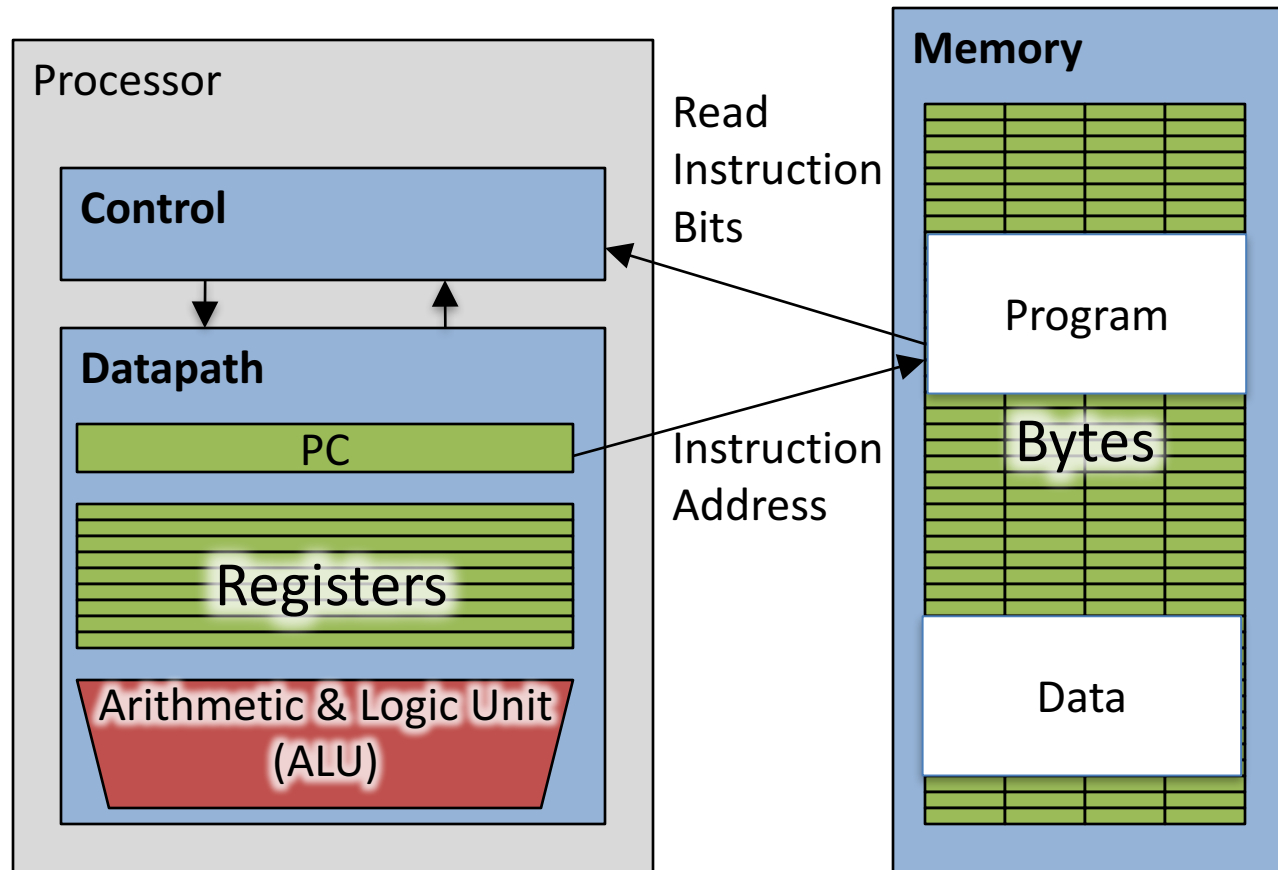 Processor
Control
Datapath
PC
Registers
Arithmetic & Logic Unit
(ALU)
Read
Instruction
Bits
Instruction
Address
Memory
Program
Bytes
Data